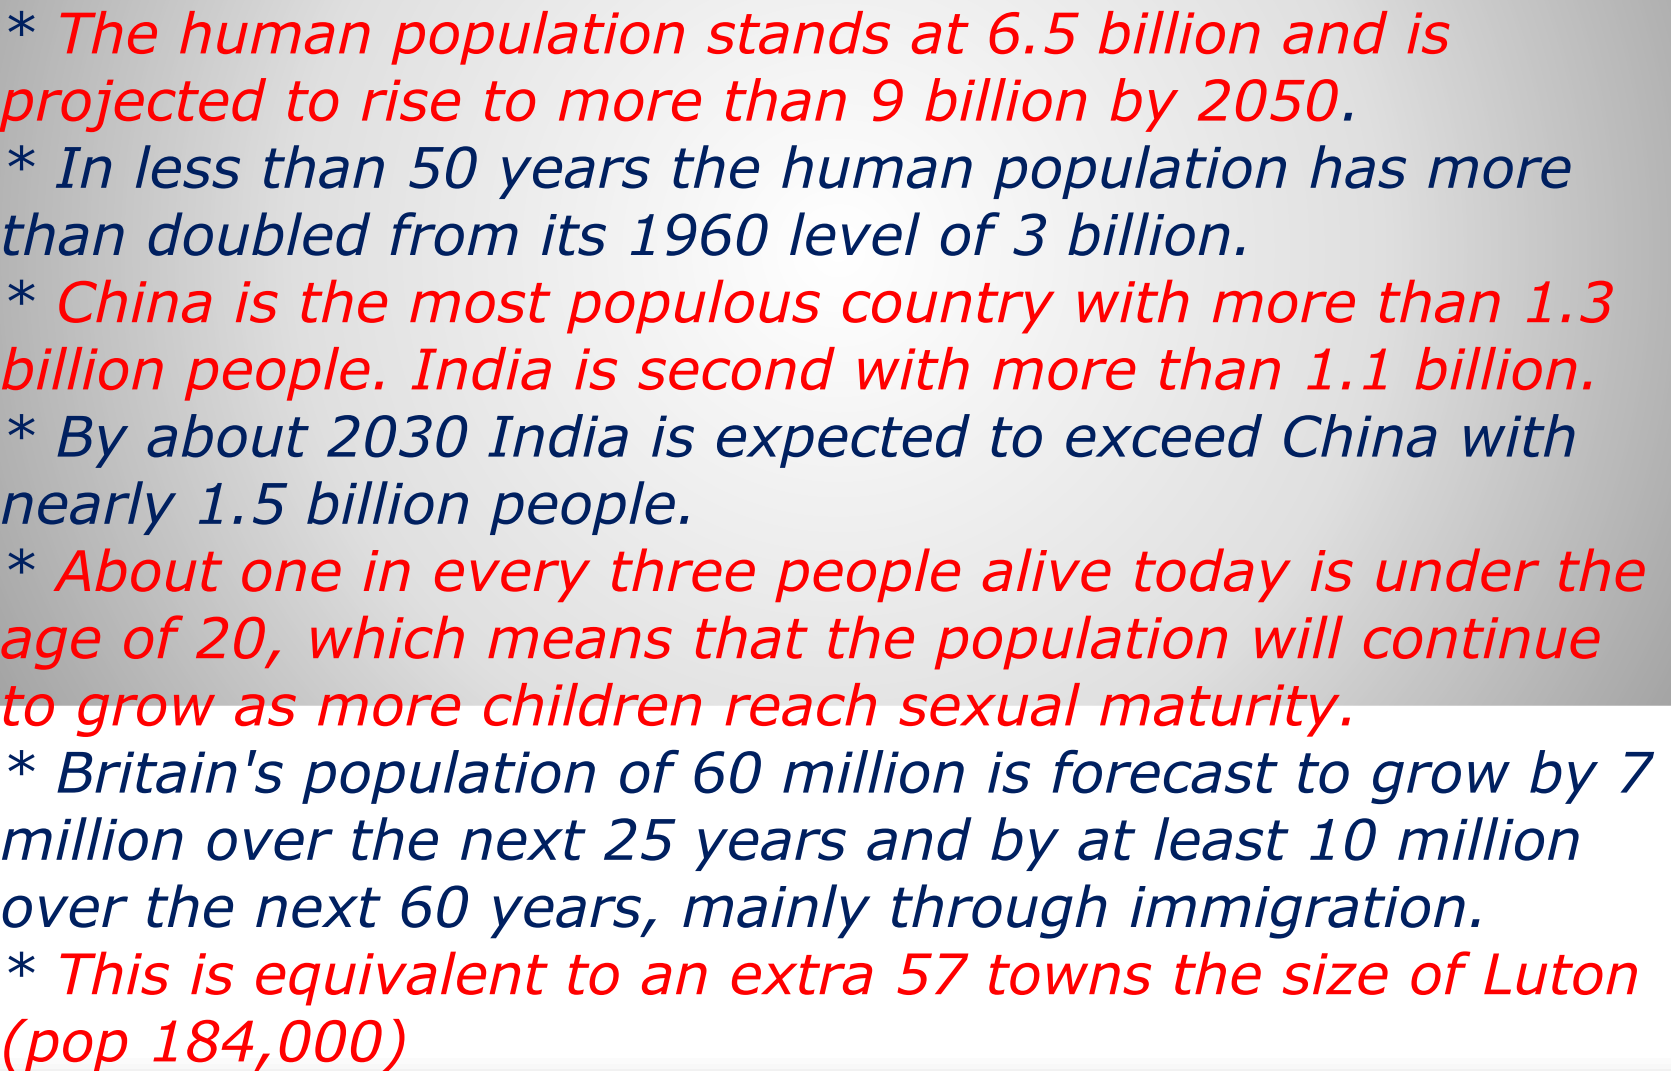 * The human population stands at 6.5 billion and is
projected to rise to more than 9 billion by 2050.
* In less than 50 years the human population has more
than doubled from its 1960 level of 3 billion.
* China is the most populous country with more than 1.3
billion people. India is second with more than 1.1 billion.
* By about 2030 India is expected to exceed China with
nearly 1.5 billion people.
* About one in every three people alive today is under the
age of 20, which means that the population will continue
to grow as more children reach sexual maturity.
* Britain's population of 60 million is forecast to grow by 7
million over the next 25 years and by at least 10 million
over the next 60 years, mainly through immigration.
* This is equivalent to an extra 57 towns the size of Luton
(pop 184,000)